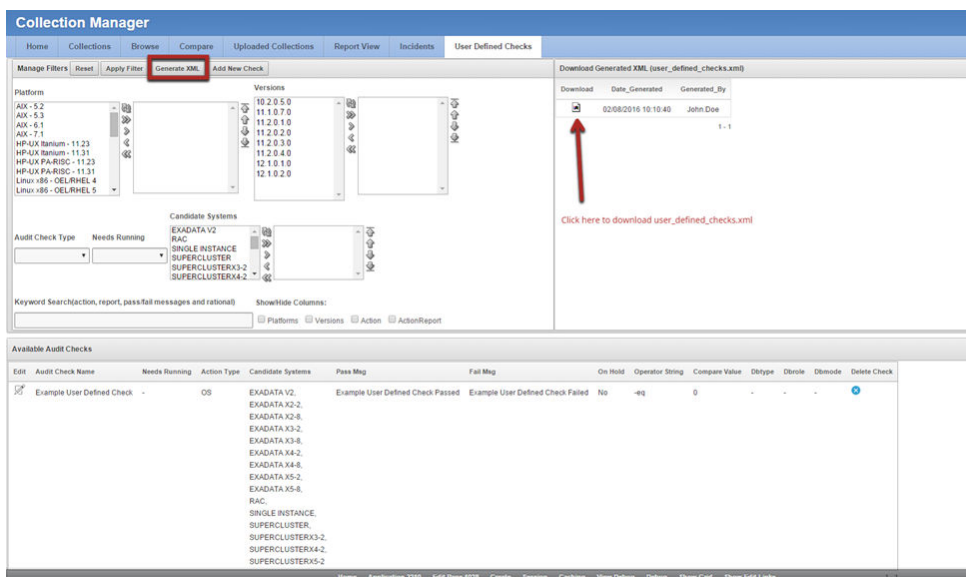 Collection Manager
Home Collections Browse Compare Uploaded Collections Report View Incidents User Defined Checks
Manage Filters Reset Apply Filter Generate XML Add New Check
Platform
AIX - 5.2
AIX - 5.3
AIX - 6.1
AIX - 7.1
HP-UX Itanium - 11.23
HP-UX Itanium - 11.31
HP-UX PA-RISC - 11.23
HP-UX PA-RISC - 11.31
Linux x86 - OEL/RHEL 4
Linux x86 - OEL/RHEL 5
Versions
10.2.0.5.0
11.1.0.7.0
11.2.0.1.0
11.2.0.2.0
11.2.0.3.0
11.2.0.4.0
12.1.0.1.0
12.1.0.2.0
Audit Check Type Needs Running
Candidate Systems
EXADATA V2
RAC
SINGLE INSTANCE
SUPERCLUSTER
SUPERCLUSTERX3-2
SUPERCLUSTERX4-2
Keyword Search(action, report, pass/fail messages and rational)
Show/Hide Columns:
Platforms Versions Action ActionReport
Download Generated XML (user_defined_checks.xml)
Download Date_Generated Generated_By
02/08/2016 10:10:40 John Doe
1 - 1
Click here to download user_defined_checks.xml
Available Audit Checks
Edit Audit Check Name Needs Running Action Type Candidate Systems Pass Msg Fail Msg On Hold Operator String Compare Value Dbtype Dbrole Dbmode Delete Check
Example User Defined Check - OS EXADATA V2, Example User Defined Check Passed Example User Defined Check Failed No -eq 0 - - -
EXADATA X2-2,
EXADATA X2-8,
EXADATA X3-2,
EXADATA X3-8,
EXADATA X4-2,
EXADATA X4-8,
EXADATA X5-2,
EXADATA X5-8,
RAC,
SINGLE INSTANCE,
SUPERCLUSTER,
SUPERCLUSTERX3-2,
SUPERCLUSTERX4-2,
SUPERCLUSTERX5-2